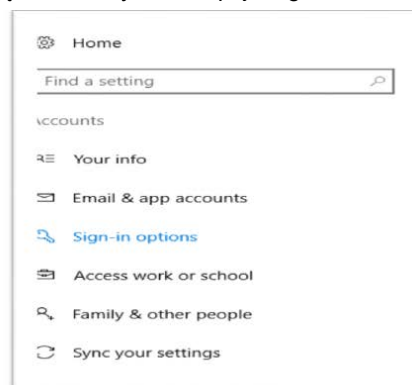 Home
Find a setting
ccounts
Your info
Email & app accounts
Sign-in options
Access work or school
Family & other people
Sync your settings